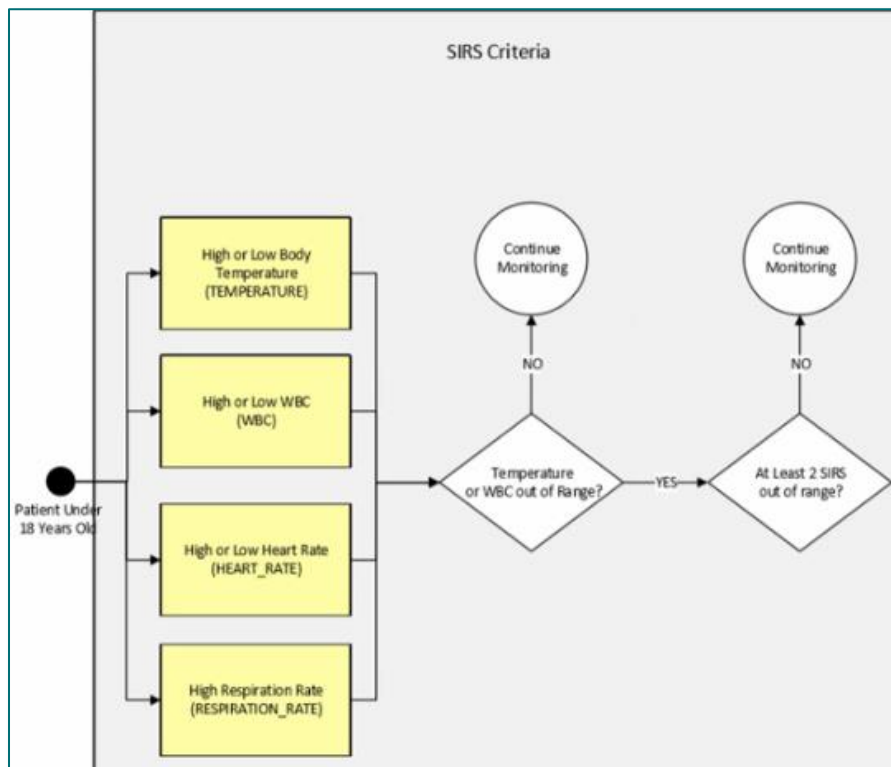 SIRS Criteria
High or Low Body
Temperature
(TEMPERATURE)
Continue
Monitoring
Continue
Monitoring
NO
NO
High or Low WBC
(WBC)
Patient Under
18 Years Old
Temperature
or WBC out of Range?
YES
At Least 2 SIRS
out of range?
High or Low Heart Rate
(HEART_RATE)
High Respiration Rate
(RESPIRATION_RATE)